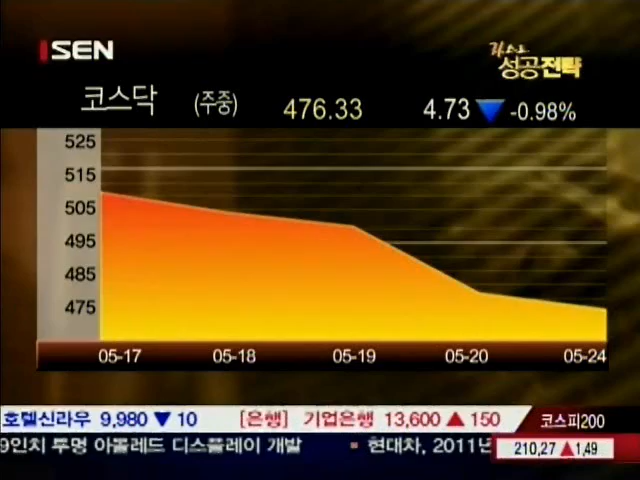 SEN
성공전략
코스닥 (주중) 476.33 4.73 ▼ -0.98%
525
515
505
495
485
475
05-17 05-18 05-19 05-20 05-24
호텔신라우 9,980 ▼ 10 [은행] 기업은행 13,600 ▲ 150 코스피200
9인치 투명 아몰레드 디스플레이 개발 ▪ 현대차, 2011년 210,27 ▲ 1,49